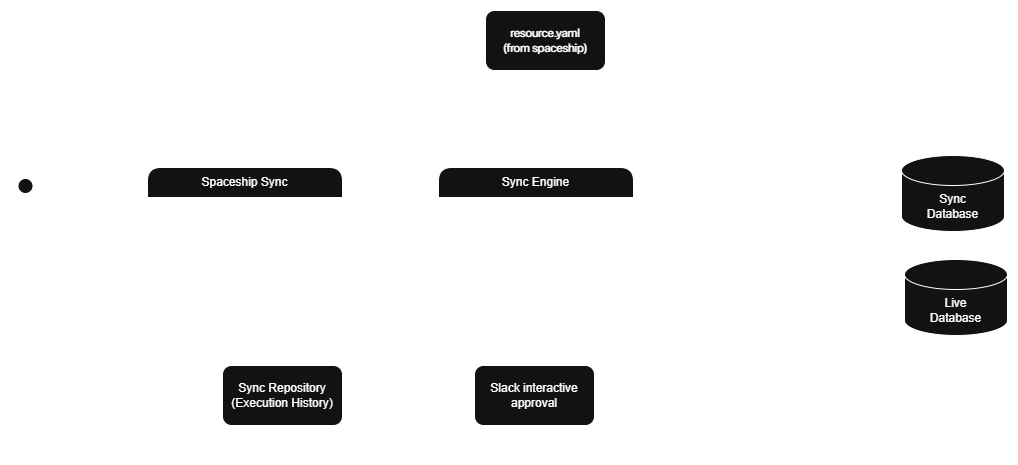 resource.yaml
(from spaceship)
Spaceship Sync
Sync Engine
Sync
Database
Live
Database
Sync Repository
(Execution History)
Slack interactive
approval